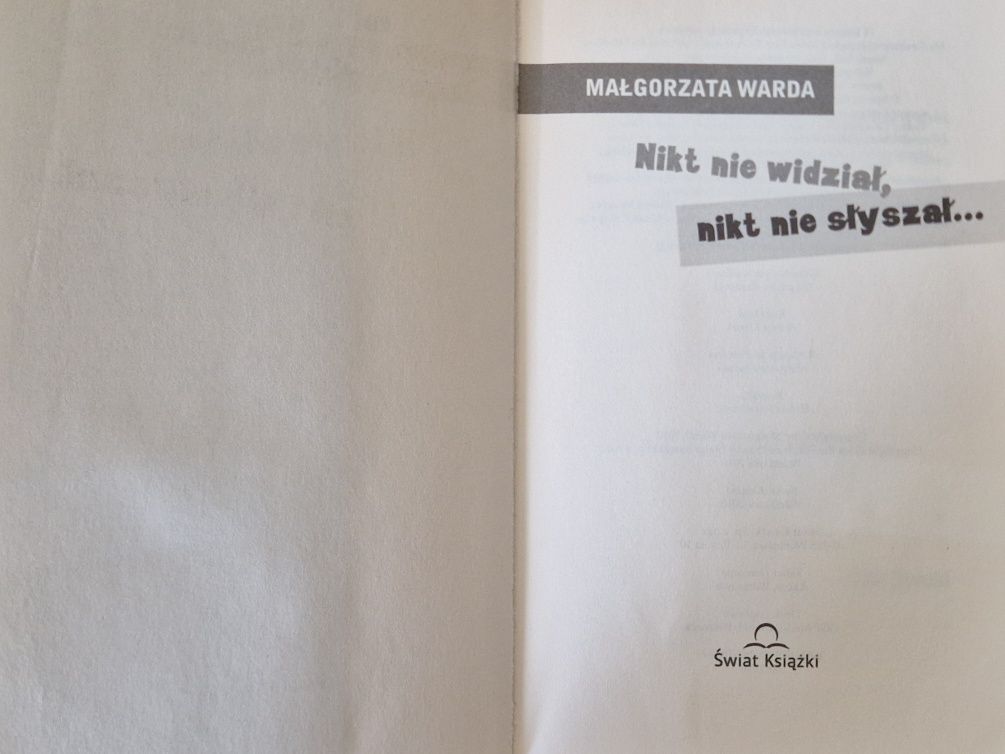 MAŁGORZATA WARDA
Nikt nie widział,
nikt nie słyszał...
Świat Książki